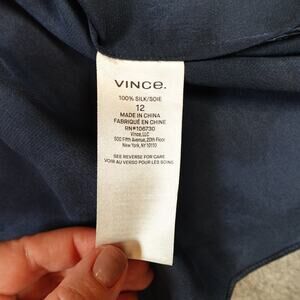 VINCE.
100% SILK/SOIE
12
MADE IN CHINA
FABRIQUÉ EN CHINE
RN#106730
Vince, LLC
500 Fifth Avenue, 20th Floor
New York, NY 10110
SEE REVERSE FOR CARE
VOIR AU VERSO POUR LES SOINS